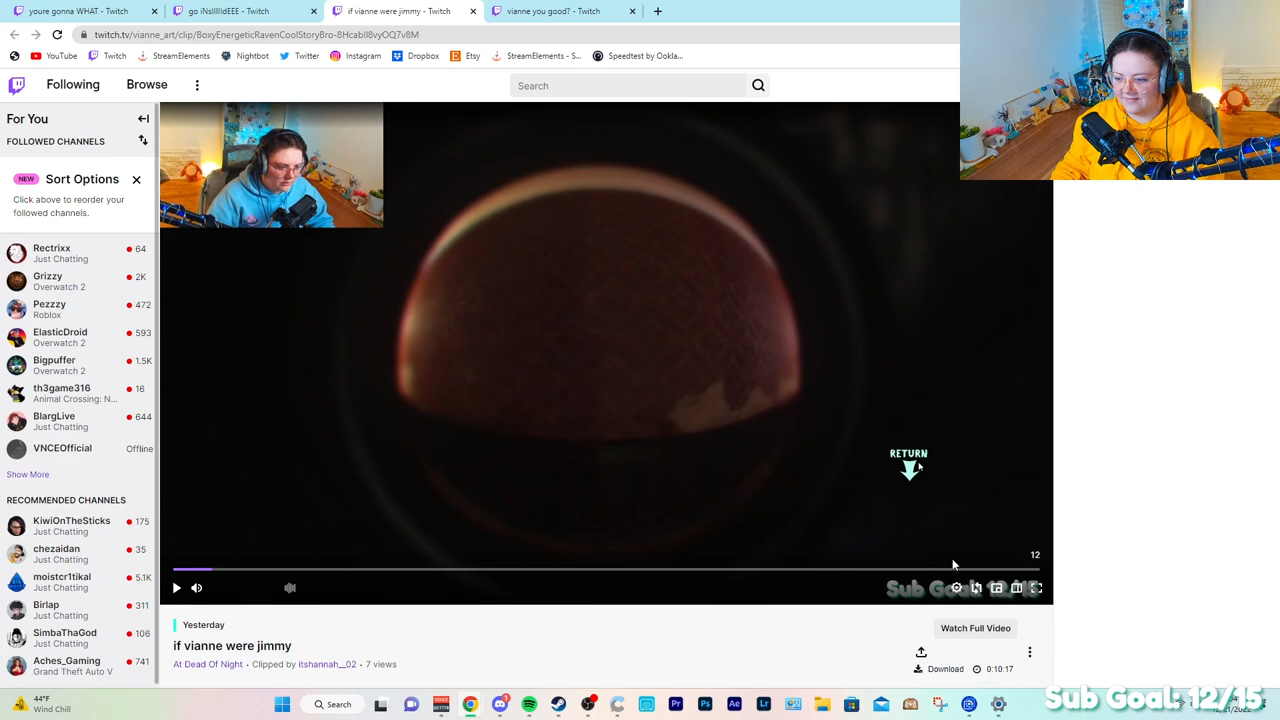 youre gonna WHAT - Twitch
go iNSIIIIIIDEEE - Twitch
if vianne were jimmy - Twitch
vianne you good? - Twitch
twitch.tv/vianne_art/clip/BoxyEnergeticRavenCoolStoryBro-8HcabII8vyOQ7v8M
YouTube Twitch StreamElements Nightbot Twitter Instagram Dropbox Etsy StreamElements - S... Speedtest by Ookla...
Following Browse
Search
For You
FOLLOWED CHANNELS
NEW Sort Options
Click above to reorder your
followed channels.
Rectrixx 64
Just Chatting
Grizzy 2K
Overwatch 2
Pezzzy 472
Roblox
ElasticDroid 593
Overwatch 2
Bigpuffer 1.5K
Overwatch 2
th3game316 16
Animal Crossing: N...
BlargLive 644
Just Chatting
VNCEOfficial Offline
Show More
RECOMMENDED CHANNELS
KiwiOnTheSticks 175
Just Chatting
chezaidan 35
Just Chatting
moistcr1tikal 5.1K
Just Chatting
Birlap 311
Just Chatting
SimbaThaGod 106
Just Chatting
Aches_Gaming 741
Grand Theft Auto V
RETURN
12
Sub Goal: 12/15
Yesterday
if vianne were jimmy
At Dead Of Night • Clipped by itshannah__02 • 7 views
Watch Full Video
Download 0:10:17
44°F
Wind Chill
Search
Sub Goal: 12/15